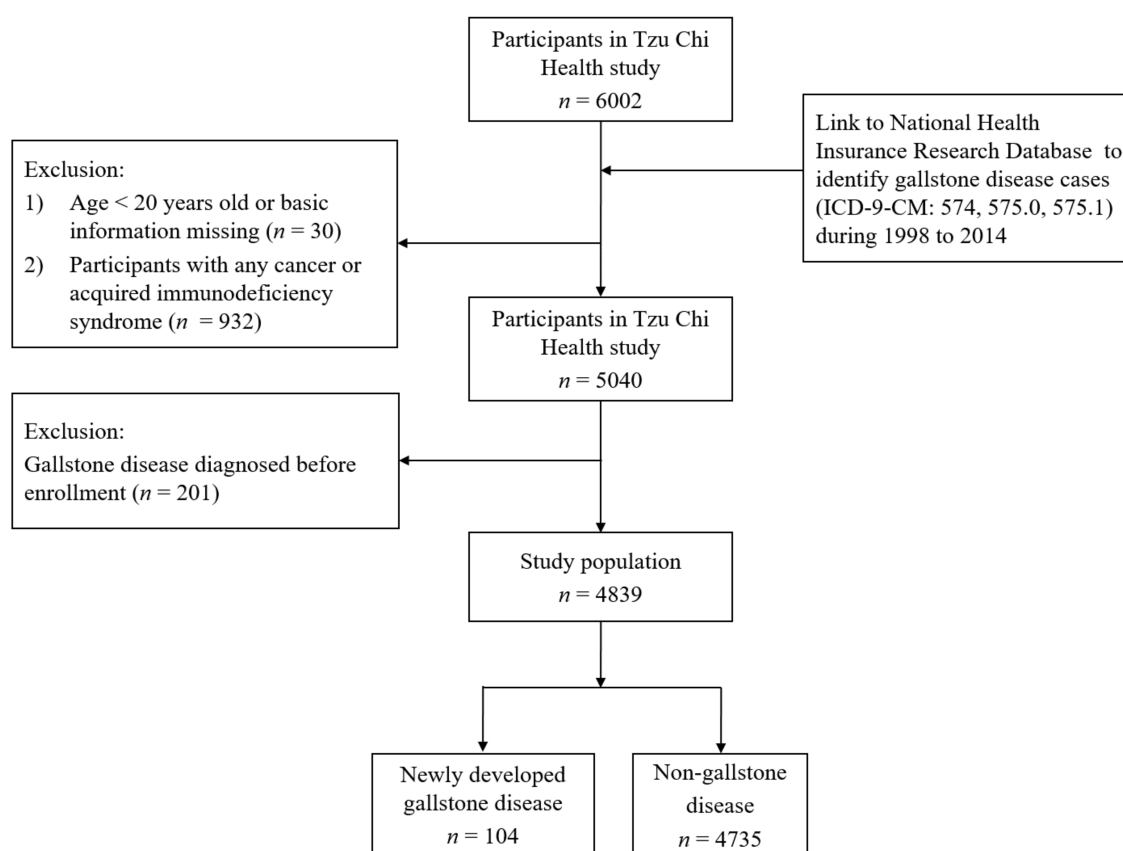 Participants in Tzu Chi
Health study
n = 6002
Link to National Health
Insurance Research Database to
identify gallstone disease cases
(ICD-9-CM: 574, 575.0, 575.1)
during 1998 to 2014
Exclusion:
1) Age < 20 years old or basic
information missing (n = 30)
2) Participants with any cancer or
acquired immunodeficiency
syndrome (n = 932)
Participants in Tzu Chi
Health study
n = 5040
Exclusion:
Gallstone disease diagnosed before
enrollment (n = 201)
Study population
n = 4839
Newly developed
gallstone disease
n = 104
Non-gallstone
disease
n = 4735